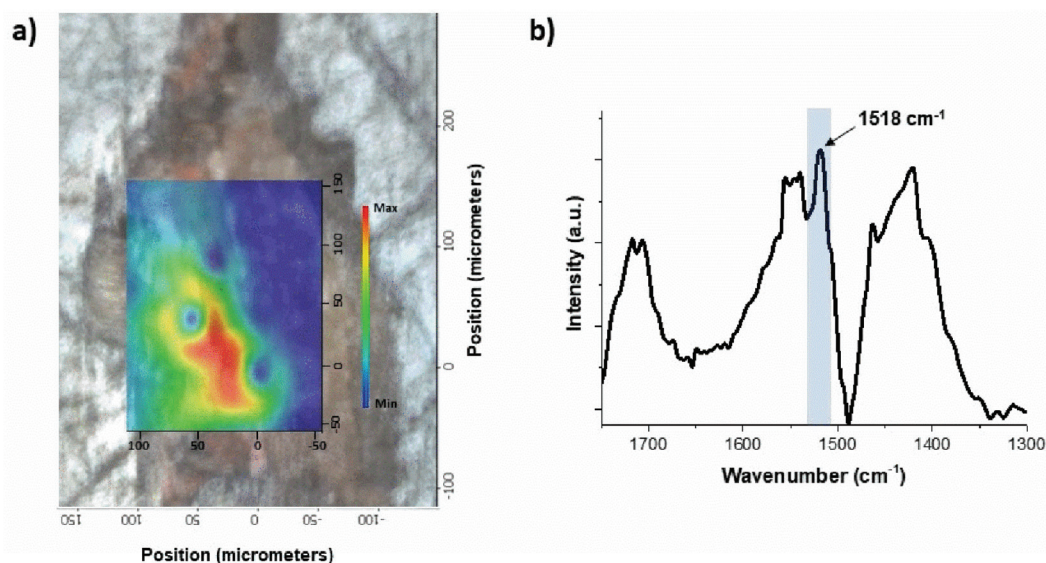 a)
b)
200
100
0
-100
Position (micrometers)
150
100
50
0
-50
Max
Min
100
50
0
-50
150
100
50
0
-50
-100
Position (micrometers)
1518 cm⁻¹
Intensity (a.u.)
1700
1600
1500
1400
1300
Wavenumber (cm⁻¹)